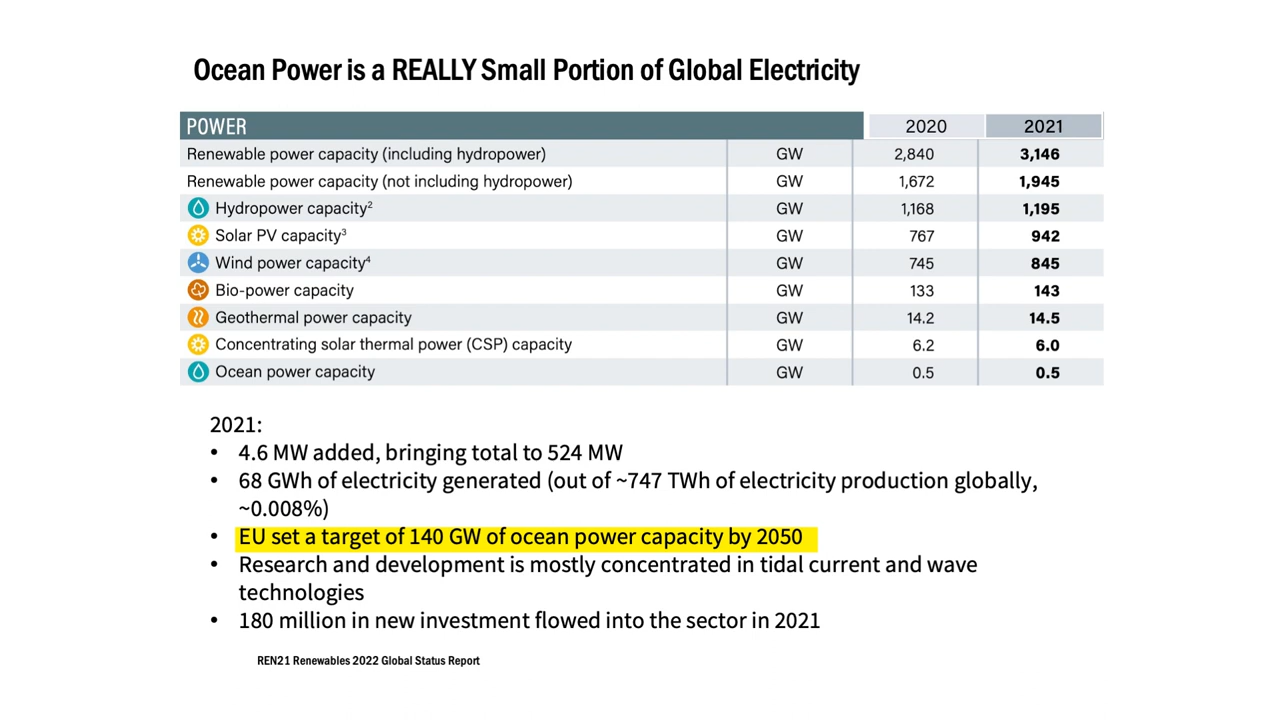 Ocean Power is a REALLY Small Portion of Global Electricity
POWER 2020 2021
Renewable power capacity (including hydropower) GW 2,840 3,146
Renewable power capacity (not including hydropower) GW 1,672 1,945
Hydropower capacity² GW 1,168 1,195
Solar PV capacity³ GW 767 942
Wind power capacity⁴ GW 745 845
Bio-power capacity GW 133 143
Geothermal power capacity GW 14.2 14.5
Concentrating solar thermal power (CSP) capacity GW 6.2 6.0
Ocean power capacity GW 0.5 0.5
2021:
• 4.6 MW added, bringing total to 524 MW
• 68 GWh of electricity generated (out of ~747 TWh of electricity production globally,
~0.008%)
• EU set a target of 140 GW of ocean power capacity by 2050
• Research and development is mostly concentrated in tidal current and wave
technologies
• 180 million in new investment flowed into the sector in 2021
REN21 Renewables 2022 Global Status Report